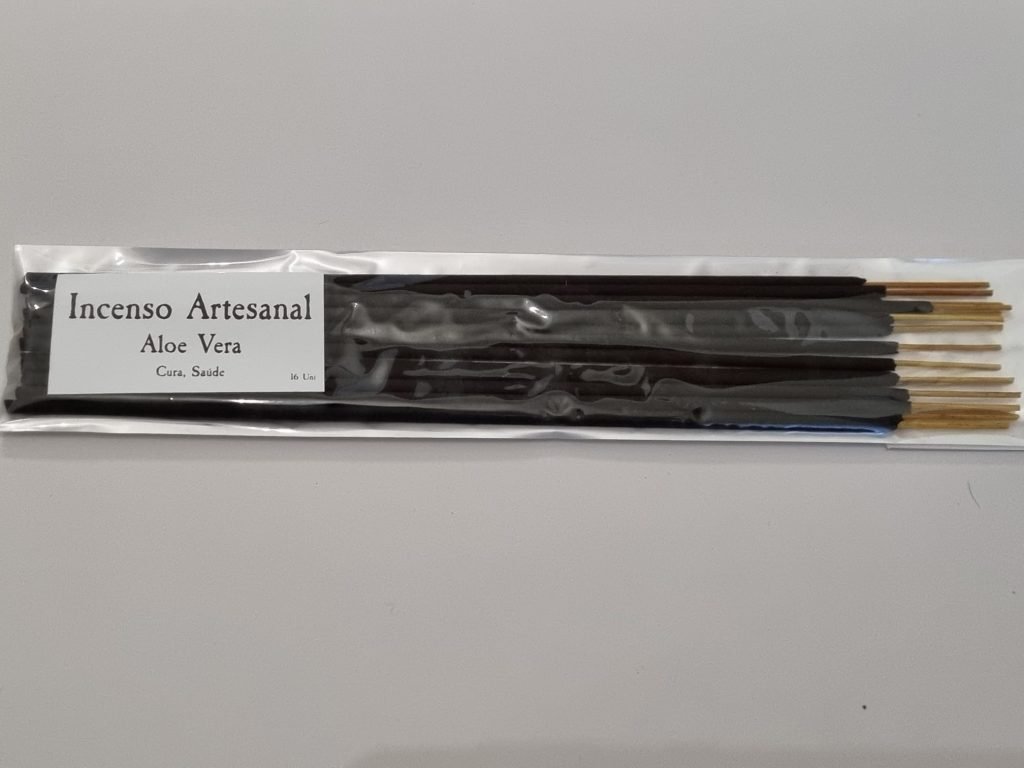 Incenso Artesanal
Aloe Vera
Cura, Saúde
16 Uni